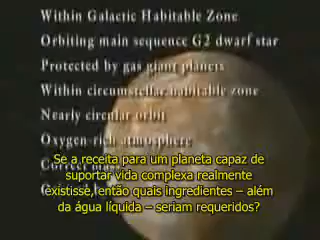 Within Galactic Habitable Zone
Orbiting main sequence G2 dwarf star
Protected by gas giant planets
Within circumstellar habitable zone
Nearly circular orbit
Oxygen-rich atmosphere
Correct mass
Se a receita para um planeta capaz de
suportar vida complexa realmente
existisse, então quais ingredientes – além
da água líquida – seriam requeridos?